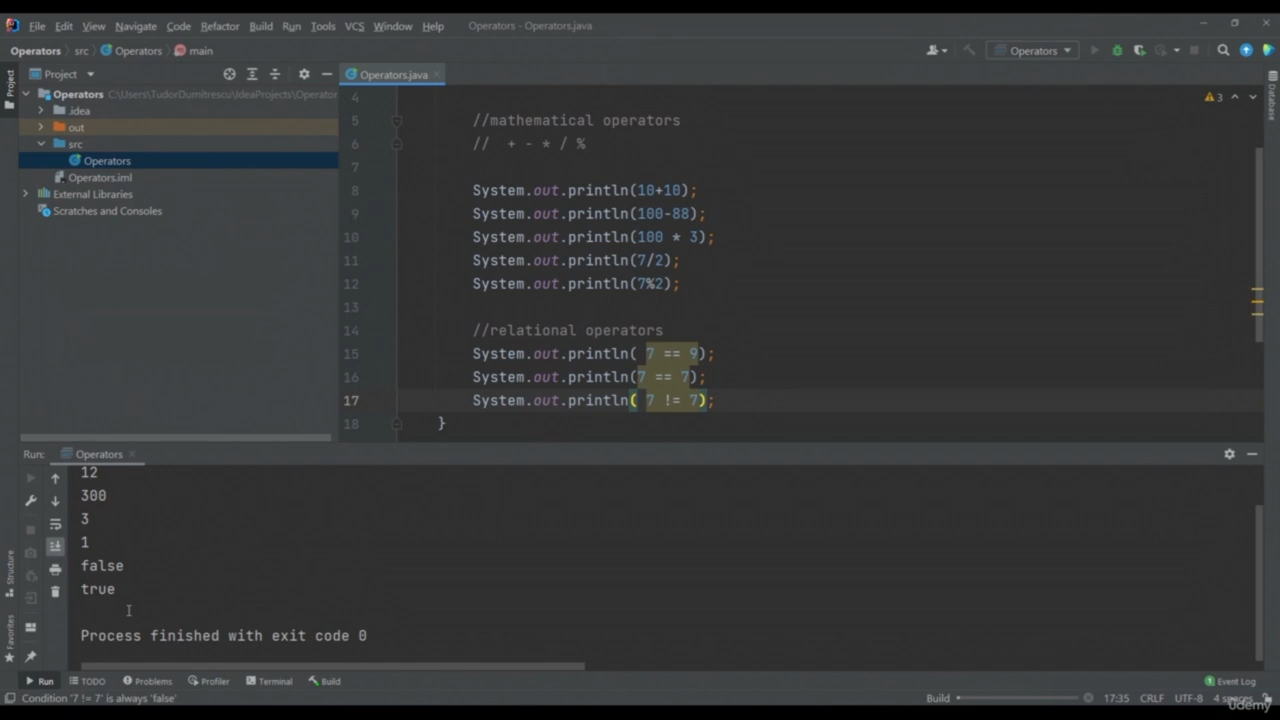 File Edit View Navigate Code Refactor Build Run Tools VCS Window Help Operators - Operators.java
Operators src Operators main Operators
Project
Project Operators.java
Operators C:\Users\TudorDumitrescu\IdeaProjects\Operator
.idea
out
src
Operators
Operators.iml
External Libraries
Scratches and Consoles
3
Database
4
5 //mathematical operators
6 // + - * / %
7
8 System.out.println(10+10);
9 System.out.println(100-88);
10 System.out.println(100 * 3);
11 System.out.println(7/2);
12 System.out.println(7%2);
13
14 //relational operators
15 System.out.println( 7 == 9);
16 System.out.println(7 == 7);
17 System.out.println( 7 != 7);
18 }
Run: Operators
12
300
3
1
false
true
Process finished with exit code 0
Structure
Favorites
Run TODO Problems Profiler Terminal Build Event Log
Condition '7 != 7' is always 'false' Build 17:35 CRLF UTF-8 4 spaces
Udemy